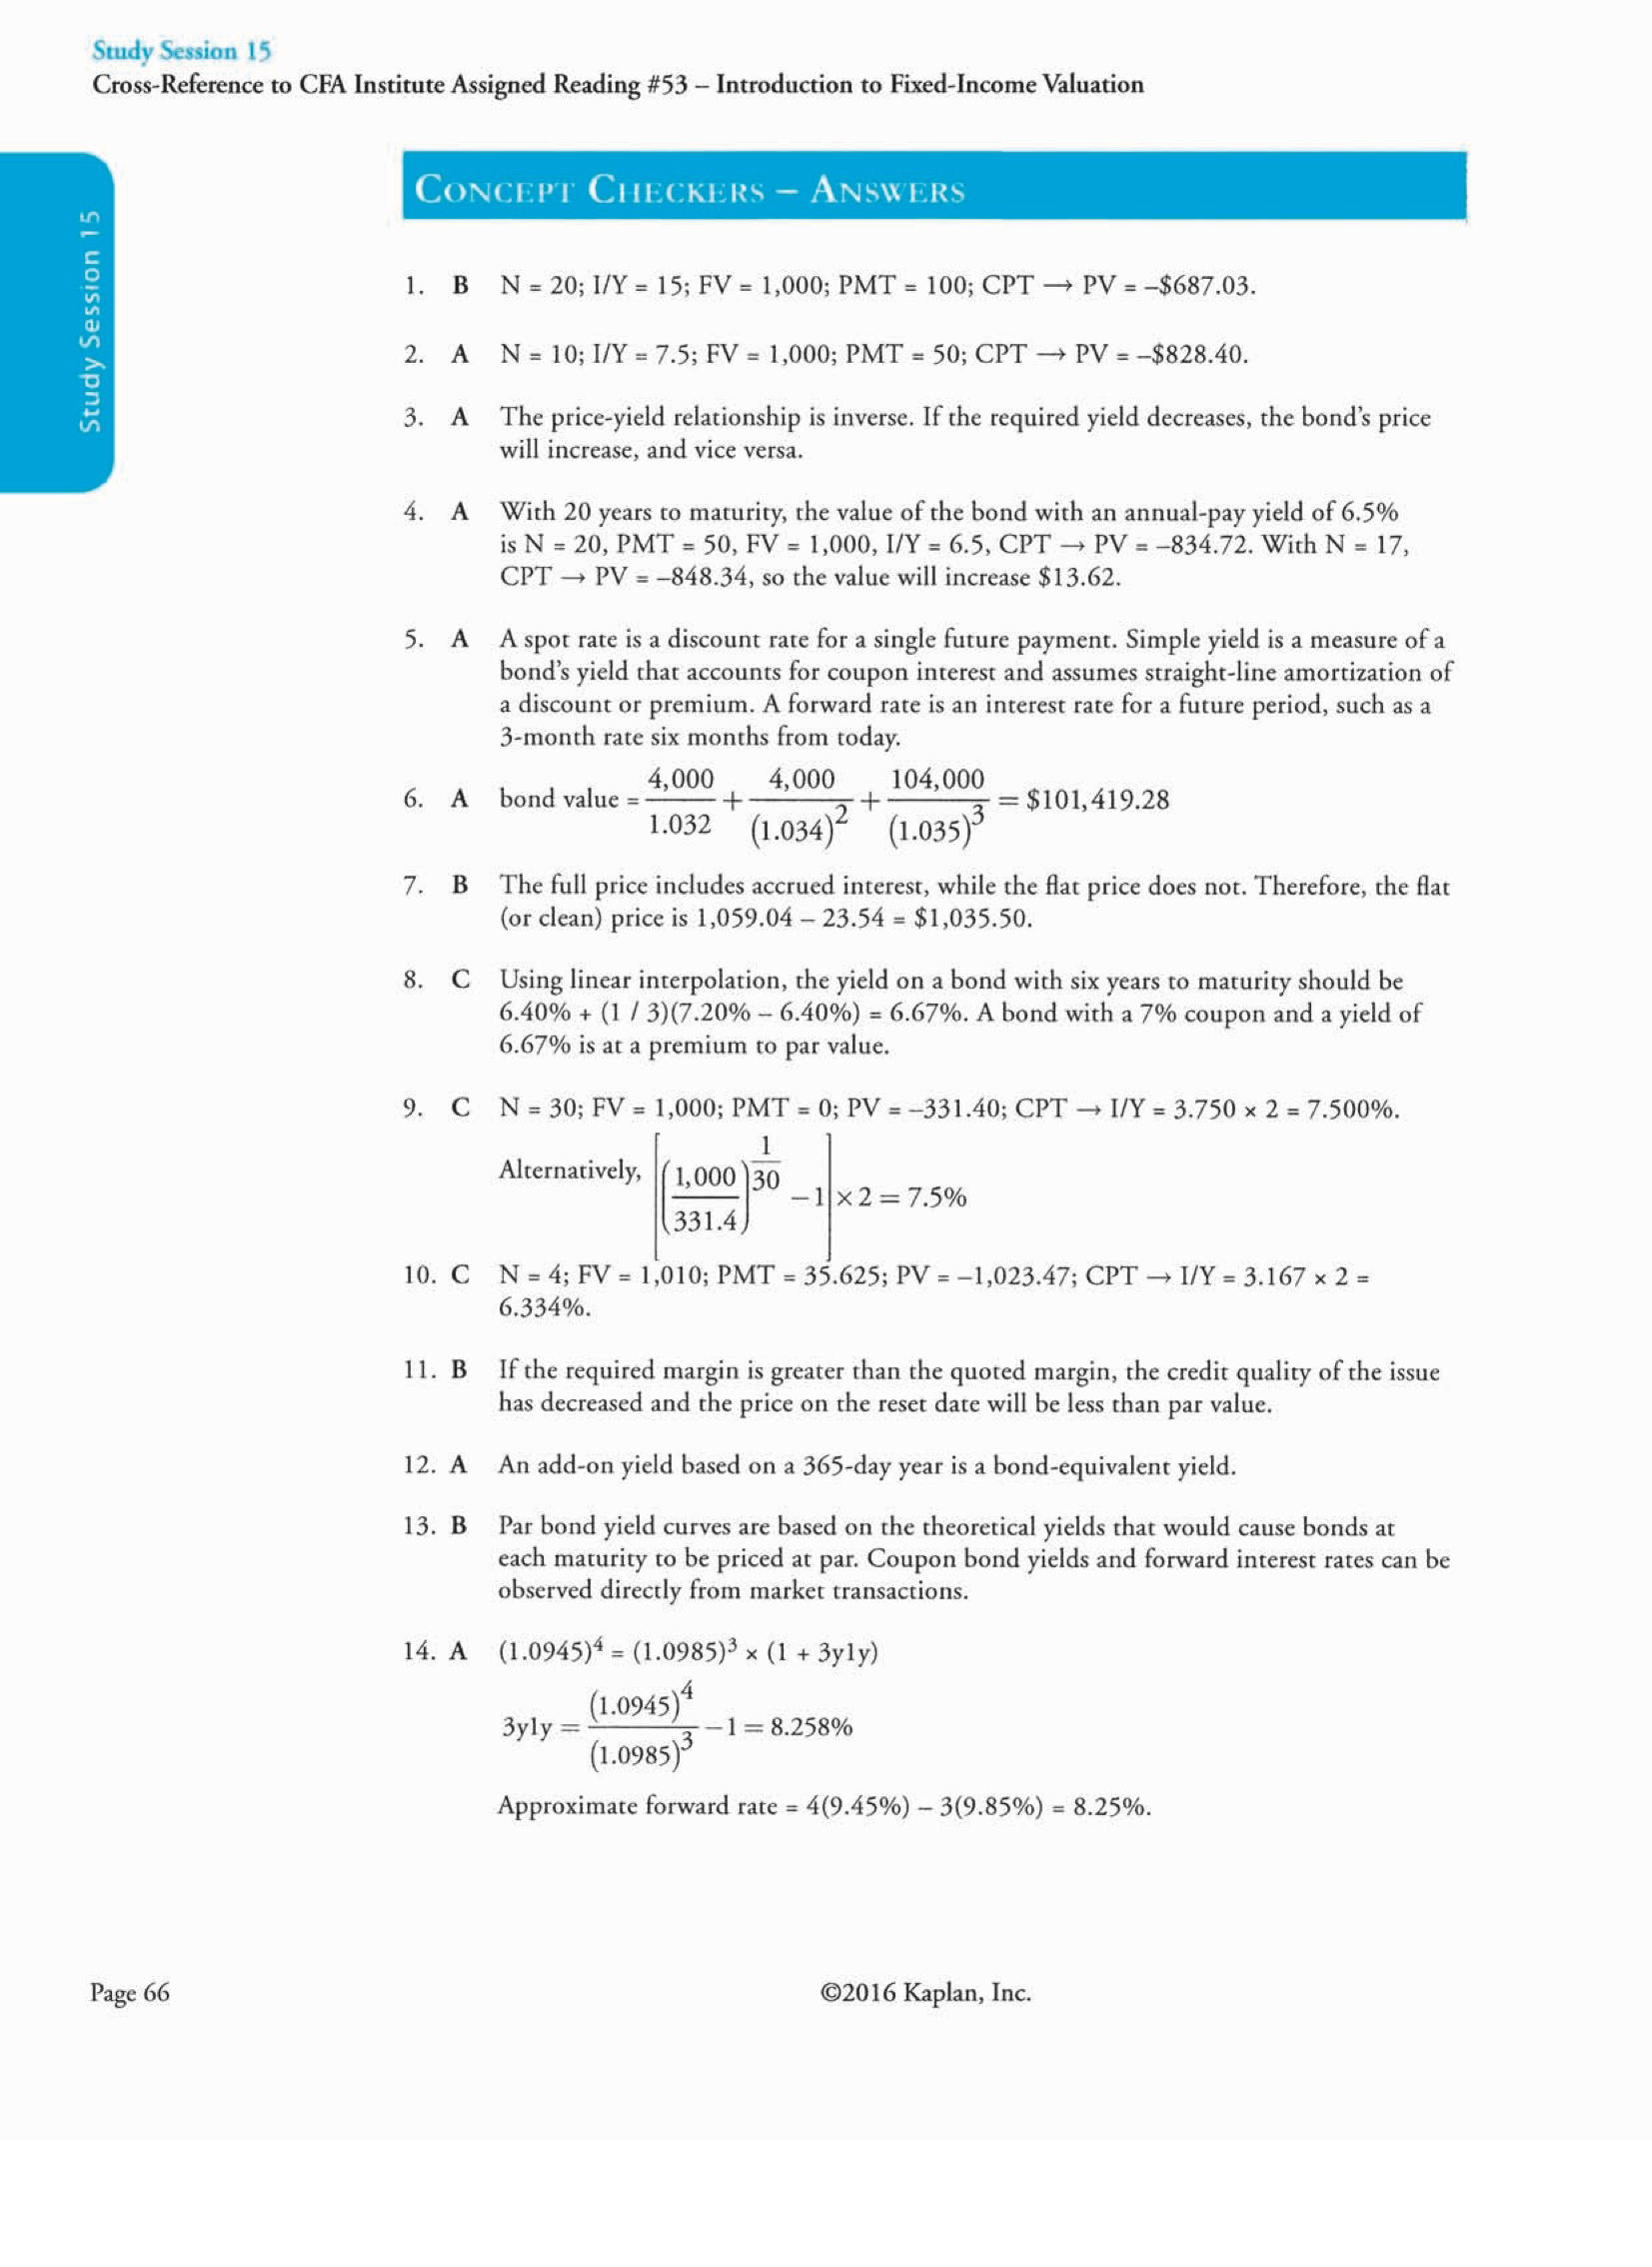 Study Session 15
Cross-Reference to CFA Institute Assigned Reading #53 – Introduction to Fixed-Income Valuation
Study Session 15
CONCEPT CHECKERS – ANSWERS
1. B N = 20; I/Y = 15; FV = 1,000; PMT = 100; CPT → PV = –$687.03.
2. A N = 10; I/Y = 7.5; FV = 1,000; PMT = 50; CPT → PV = –$828.40.
3. A The price-yield relationship is inverse. If the required yield decreases, the bond's price
will increase, and vice versa.
4. A With 20 years to maturity, the value of the bond with an annual-pay yield of 6.5%
is N = 20, PMT = 50, FV = 1,000, I/Y = 6.5, CPT → PV = –834.72. With N = 17,
CPT → PV = –848.34, so the value will increase $13.62.
5. A A spot rate is a discount rate for a single future payment. Simple yield is a measure of a
bond's yield that accounts for coupon interest and assumes straight-line amortization of
a discount or premium. A forward rate is an interest rate for a future period, such as a
3-month rate six months from today.
6. A bond value = 4,000/1.032 + 4,000/(1.034)^2 + 104,000/(1.035)^3 = $101,419.28
7. B The full price includes accrued interest, while the flat price does not. Therefore, the flat
(or clean) price is 1,059.04 – 23.54 = $1,035.50.
8. C Using linear interpolation, the yield on a bond with six years to maturity should be
6.40% + (1 / 3)(7.20% – 6.40%) = 6.67%. A bond with a 7% coupon and a yield of
6.67% is at a premium to par value.
9. C N = 30; FV = 1,000; PMT = 0; PV = –331.40; CPT → I/Y = 3.750 × 2 = 7.500%.
Alternatively, [(1,000/331.4)^(1/30) – 1] × 2 = 7.5%
10. C N = 4; FV = 1,010; PMT = 35.625; PV = –1,023.47; CPT → I/Y = 3.167 × 2 =
6.334%.
11. B If the required margin is greater than the quoted margin, the credit quality of the issue
has decreased and the price on the reset date will be less than par value.
12. A An add-on yield based on a 365-day year is a bond-equivalent yield.
13. B Par bond yield curves are based on the theoretical yields that would cause bonds at
each maturity to be priced at par. Coupon bond yields and forward interest rates can be
observed directly from market transactions.
14. A (1.0945)^4 = (1.0985)^3 × (1 + 3y1y)
3y1y = (1.0945)^4/(1.0985)^3 – 1 = 8.258%
Approximate forward rate = 4(9.45%) – 3(9.85%) = 8.25%.
Page 66
©2016 Kaplan, Inc.